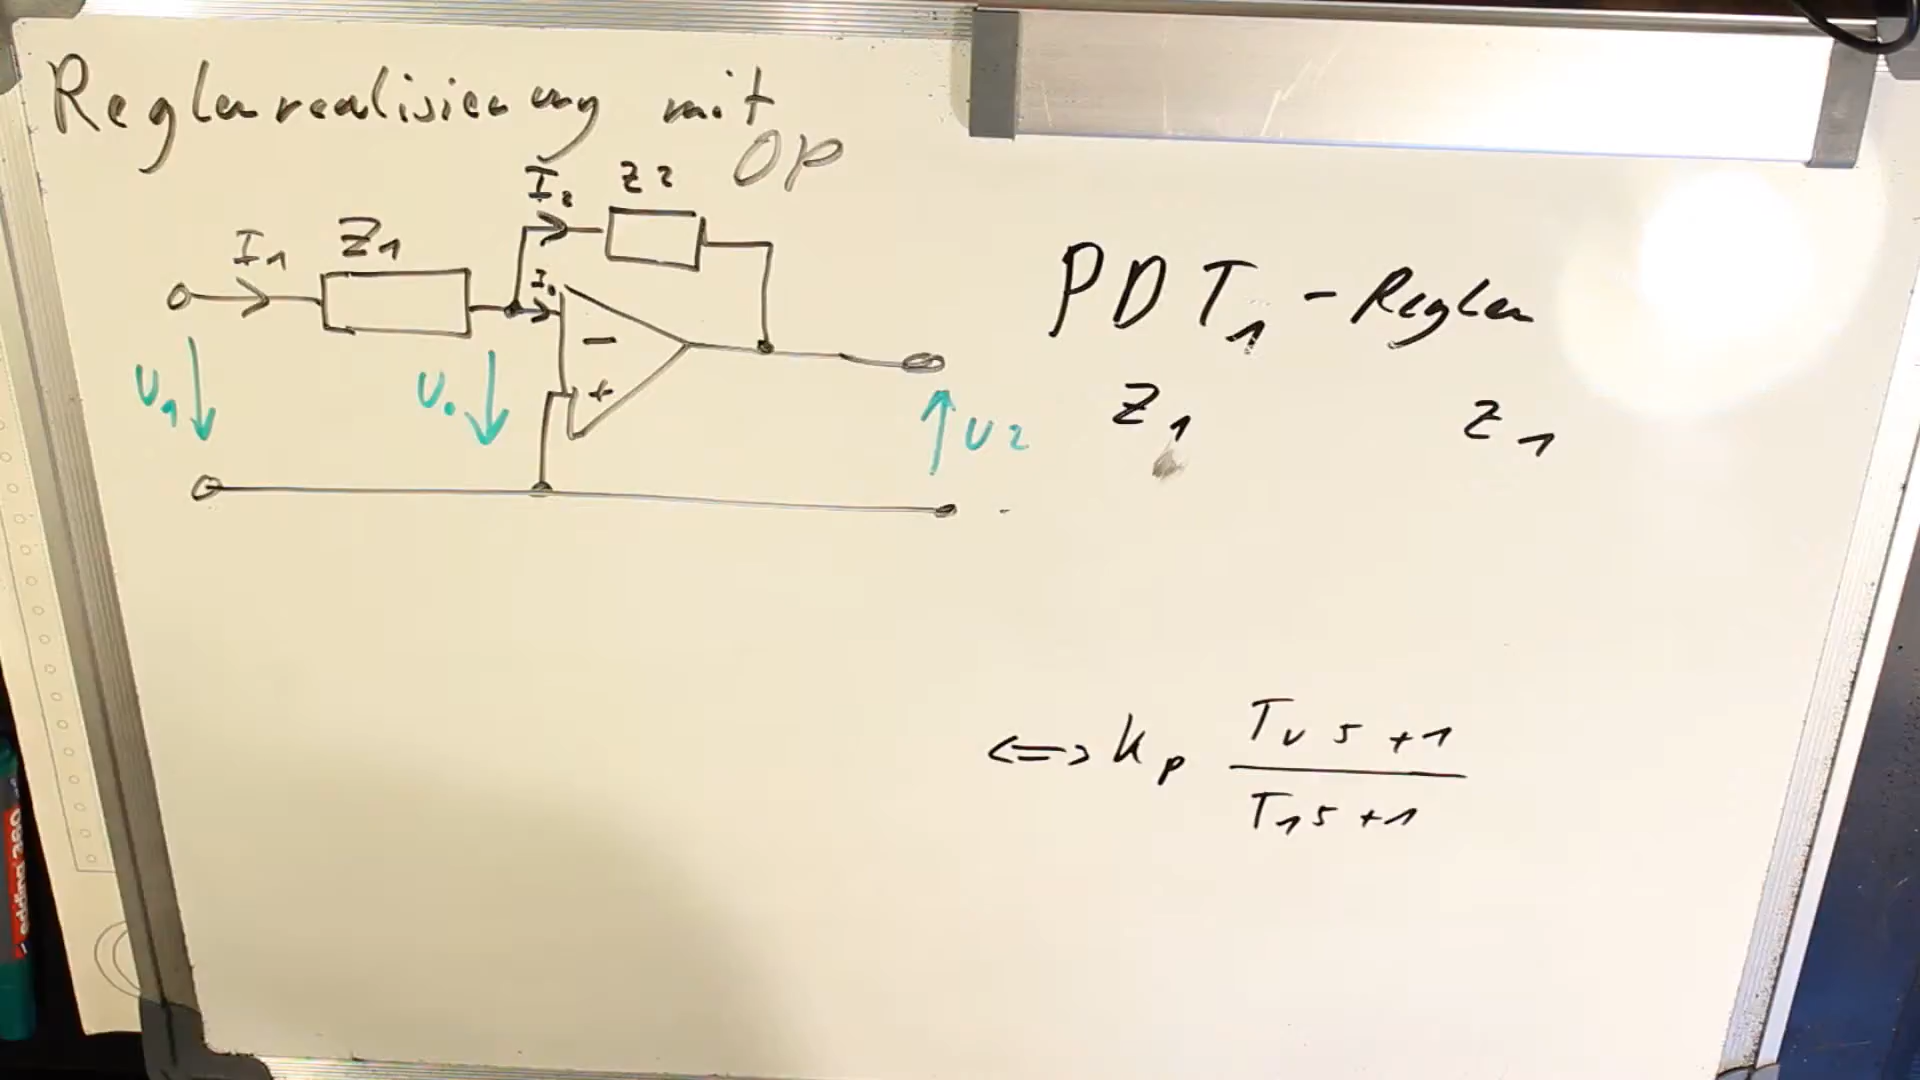 Reglerrealisierung mit
OP
I₂ Z2
I₁ Z₁
I₀
-
+
U₁ U₀ U2
PDT₁-Regler
Z₁ Z₁
<=> kp (Tv s + 1) / (T₁ s + 1)